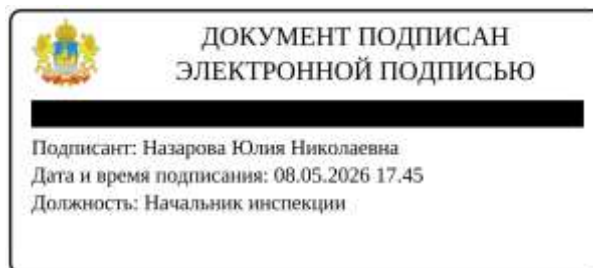 ДОКУМЕНТ ПОДПИСАН
ЭЛЕКТРОННОЙ ПОДПИСЬЮ
Подписант: Назарова Юлия Николаевна
Дата и время подписания: 08.05.2026 17.45
Должность: Начальник инспекции